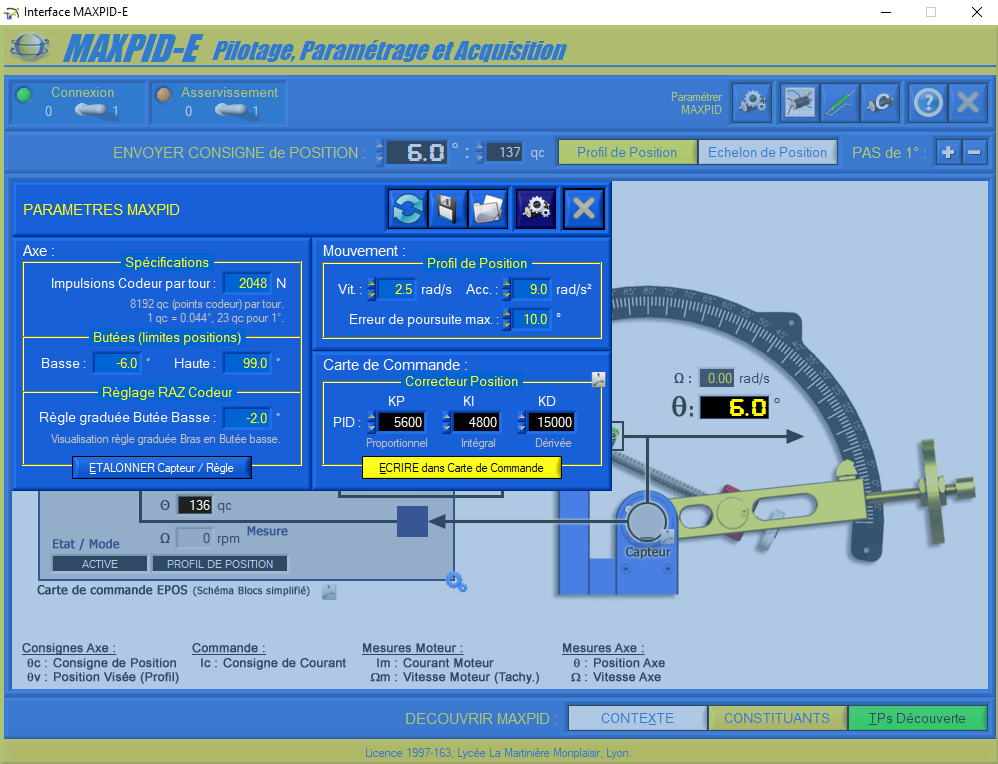 Interface MAXPID-E
MAXPID-E Pilotage, Paramétrage et Acquisition
Connexion
0 1
Asservissement
0 1
Paramétrer
MAXPID
ENVOYER CONSIGNE de POSITION : 6.0 ° : 137 qc
Profil de Position
Echelon de Position
PAS de 1° :
PARAMETRES MAXPID
Axe :
Spécifications
Impulsions Codeur par tour : 2048 N
8192 qc (points codeur) par tour.
1 qc = 0.044°, 23 qc pour 1°.
Butées (limites positions)
Basse : -6.0 ° Haute : 99.0 °
Règlage RAZ Codeur
Règle graduée Butée Basse : -2.0 °
Visualisation règle graduée Bras en Butée basse.
ETALONNER Capteur / Règle
Mouvement :
Profil de Position
Vit. : 2.5 rad/s Acc. : 9.0 rad/s²
Erreur de poursuite max. : 10.0 °
Carte de Commande :
Correcteur Position
KP KI KD
PID : 5600 4800 15000
Proportionnel Intégral Dérivée
ECRIRE dans Carte de Commande
Ω : 0.00 rad/s
θ: 6.0 °
Θ 136 qc
Ω 0 rpm
Mesure
Etat / Mode
ACTIVE
PROFIL DE POSITION
Capteur
Carte de commande EPOS (Schéma Blocs simplifié)
Consignes Axe :
θc : Consigne de Position
θv : Position Visée (Profil)
Commande :
Ic : Consigne de Courant
Mesures Moteur :
Im : Courant Moteur
Ωm : Vitesse Moteur (Tachy.)
Mesures Axe :
θ : Position Axe
Ω : Vitesse Axe
DECOUVRIR MAXPID :
CONTEXTE
CONSTITUANTS
TPs Découverte
Licence 1997-163, Lycée La Martinière Monplaisir, Lyon.